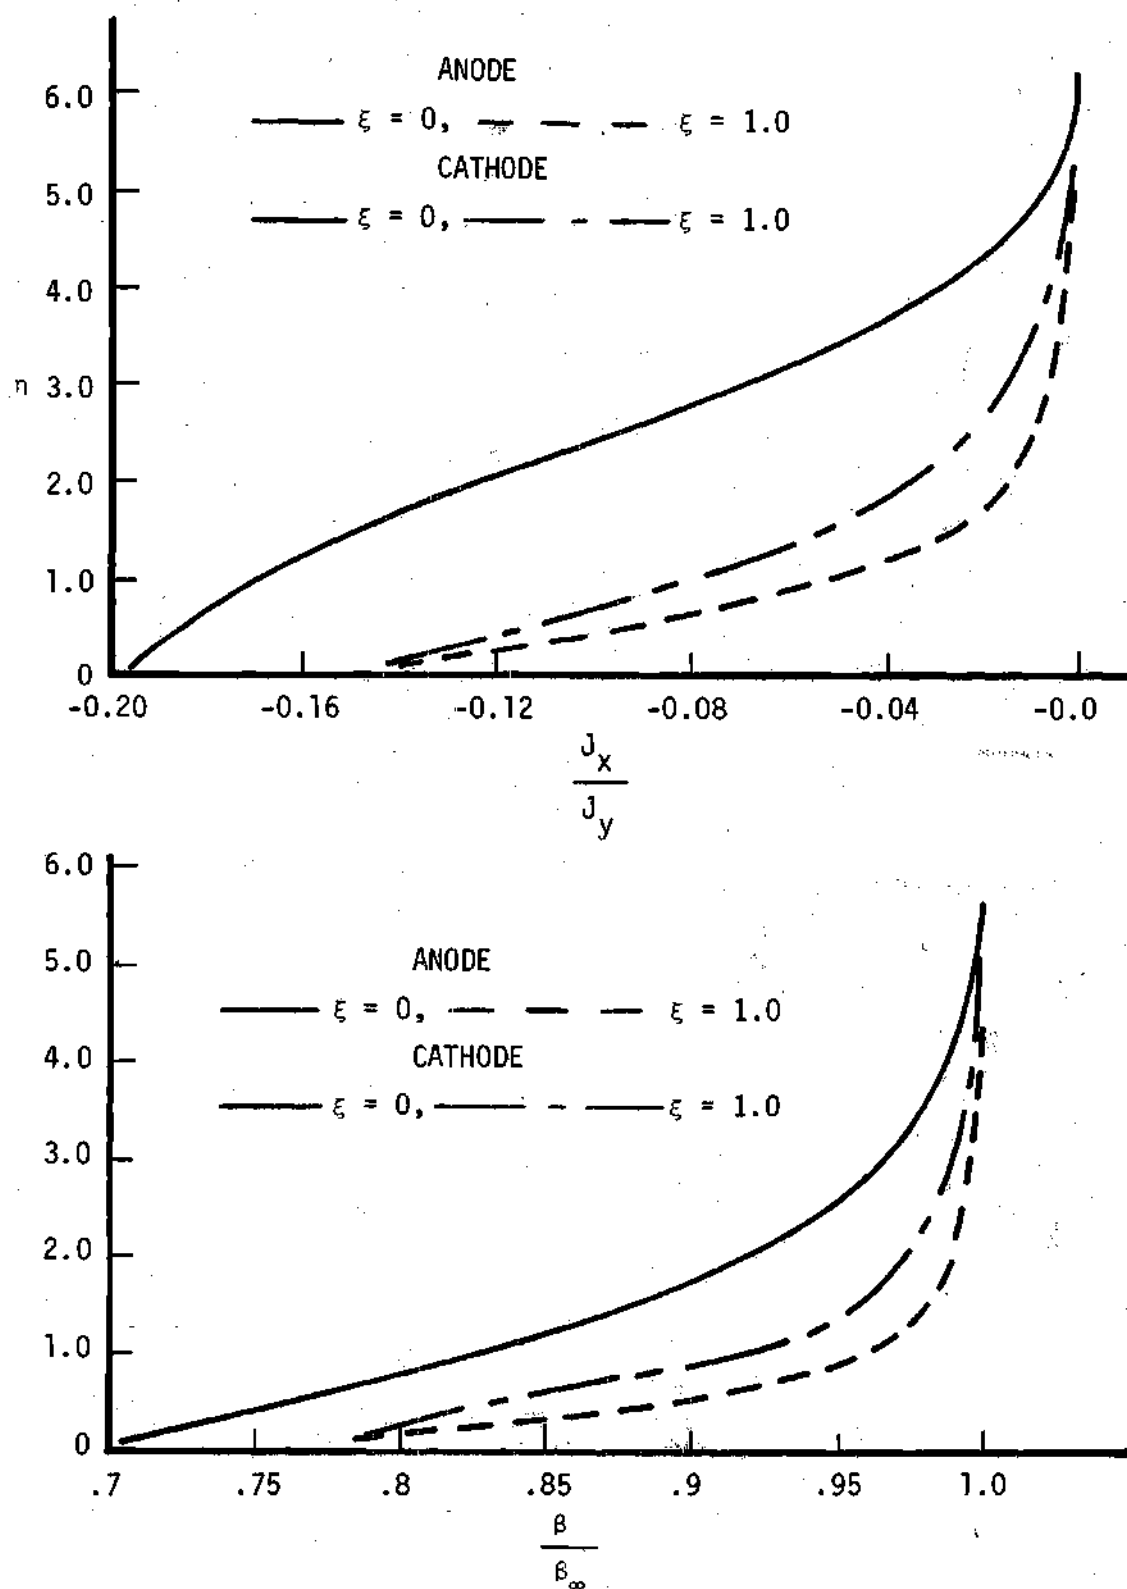 ANODE
6.0
ξ = 0, ξ = 1.0
CATHODE
5.0
ξ = 0, ξ = 1.0
4.0
η 3.0
2.0
1.0
0
-0.20 -0.16 -0.12 -0.08 -0.04 -0.0
J_x
J_y
6.0
5.0 ANODE
ξ = 0, ξ = 1.0
4.0 CATHODE
ξ = 0, ξ = 1.0
3.0
2.0
1.0
0
.7 .75 .8 .85 .9 .95 1.0
β
β_∞